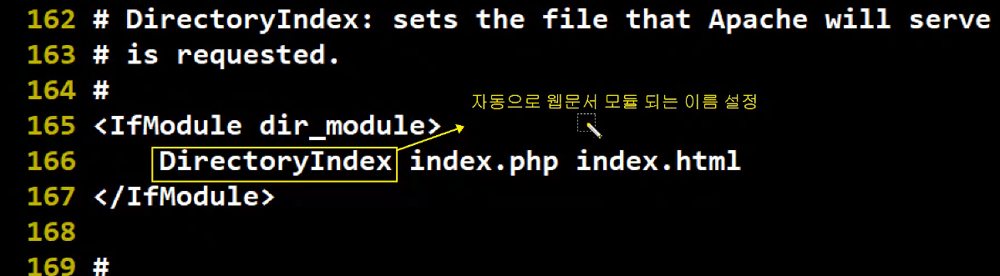 162 # DirectoryIndex: sets the file that Apache will serve
163 # is requested.
164 #
자동으로 웹문서 모듈 되는 이름 설정
165 <IfModule dir_module>
166     DirectoryIndex index.php index.html
167 </IfModule>
168
169 #